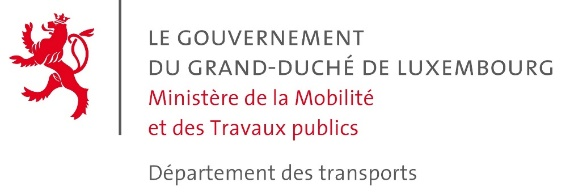 LE GOUVERNEMENT
DU GRAND-DUCHÉ DE LUXEMBOURG
Ministère de la Mobilité
et des Travaux publics
Département des transports